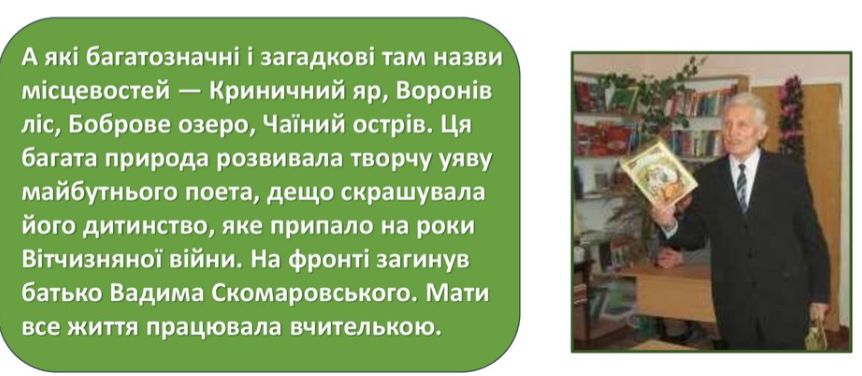 А які багатозначні і загадкові там назви
місцевостей — Криничний яр, Воронів
ліс, Боброве озеро, Чаїний острів. Ця
багата природа розвивала творчу уяву
майбутнього поета, дещо скрашувала
його дитинство, яке припало на роки
Вітчизняної війни. На фронті загинув
батько Вадима Скомаровського. Мати
все життя працювала вчителькою.